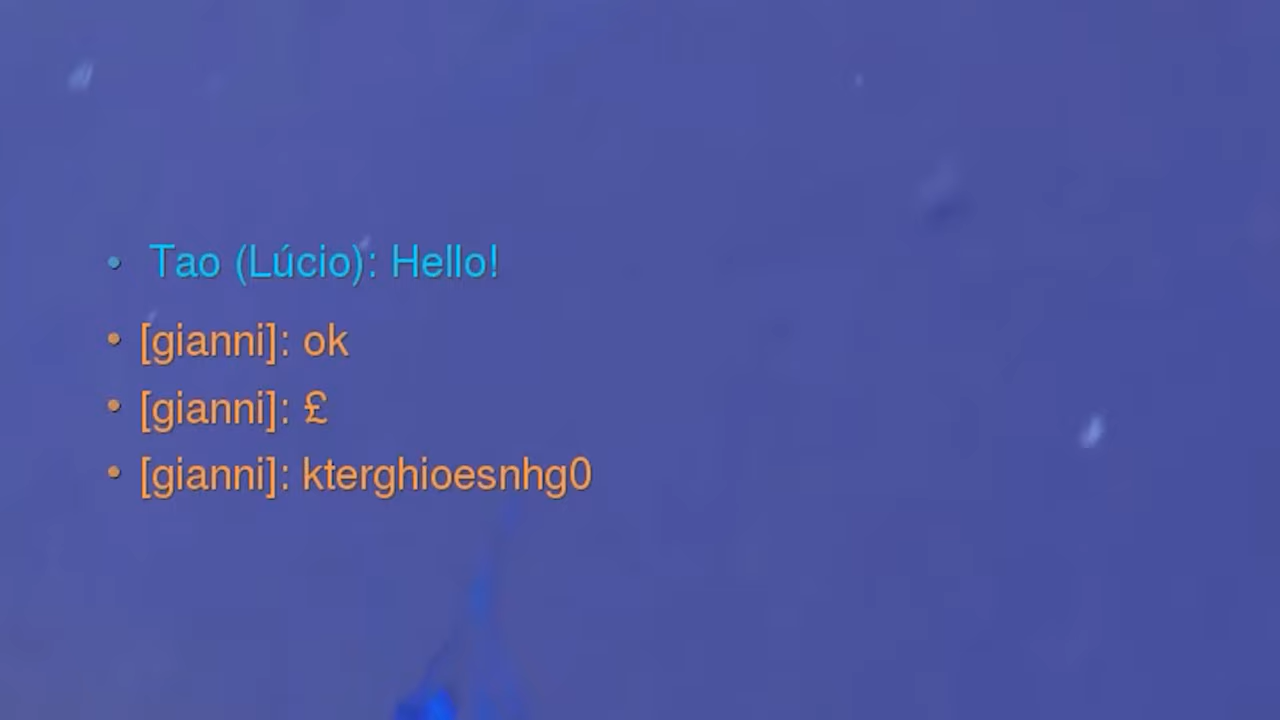 • Tao (Lúcio): Hello!
• [gianni]: ok
• [gianni]: £
• [gianni]: kterghioesnhg0